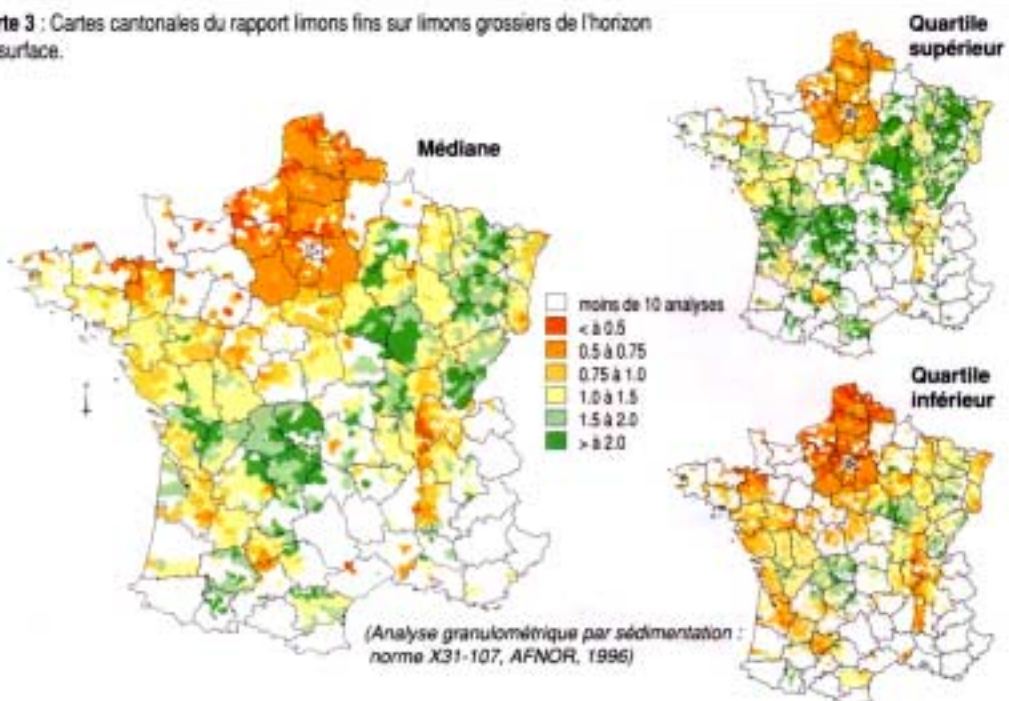 rte 3 : Cartes cantonales du rapport limons fins sur limons grossiers de l'horizon
surface.
Quartile
supérieur
Médiane
moins de 10 analyses
< à 0.5
0.5 à 0.75
0.75 à 1.0
1.0 à 1.5
1.5 à 2.0
> à 2.0
Quartile
inférieur
(Analyse granulométrique par sédimentation :
norme X31-107, AFNOR, 1996)